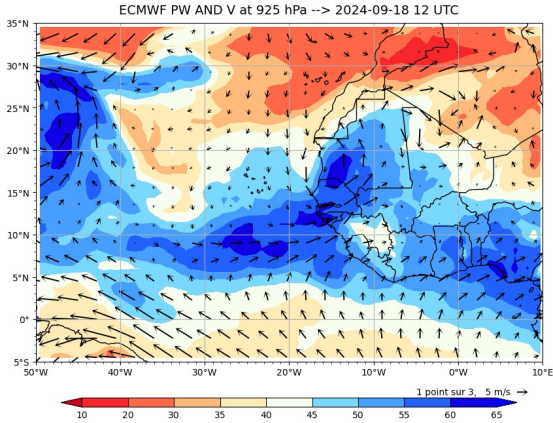 ECMWF PW AND V at 925 hPa --> 2024-09-18 12 UTC
35°N
30°N
25°N
20°N
15°N
10°N
5°N
0°
5°S
50°W 40°W 30°W 20°W 10°W 0°W 10°E
1 point sur 3, 5 m/s
10 20 30 35 40 45 50 55 60 65